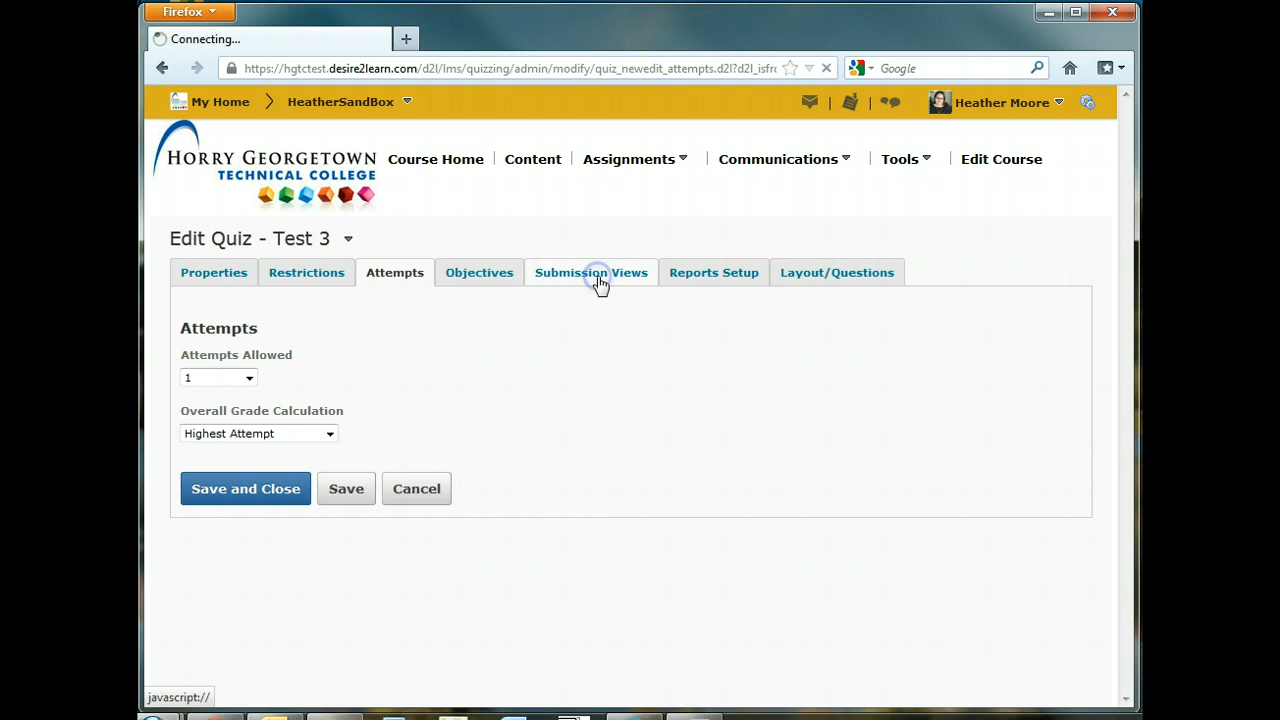 Firefox
Connecting...
https://hgtctest.desire2learn.com/d2l/lms/quizzing/admin/modify/quiz_newedit_attempts.d2l?d2l_isfr
Google
My Home
HeatherSandBox
Heather Moore
HORRY GEORGETOWN
TECHNICAL COLLEGE
Course Home
Content
Assignments
Communications
Tools
Edit Course
Edit Quiz - Test 3
Properties
Restrictions
Attempts
Objectives
Submission Views
Reports Setup
Layout/Questions
Attempts
Attempts Allowed
1
Overall Grade Calculation
Highest Attempt
Save and Close
Save
Cancel
javascript://